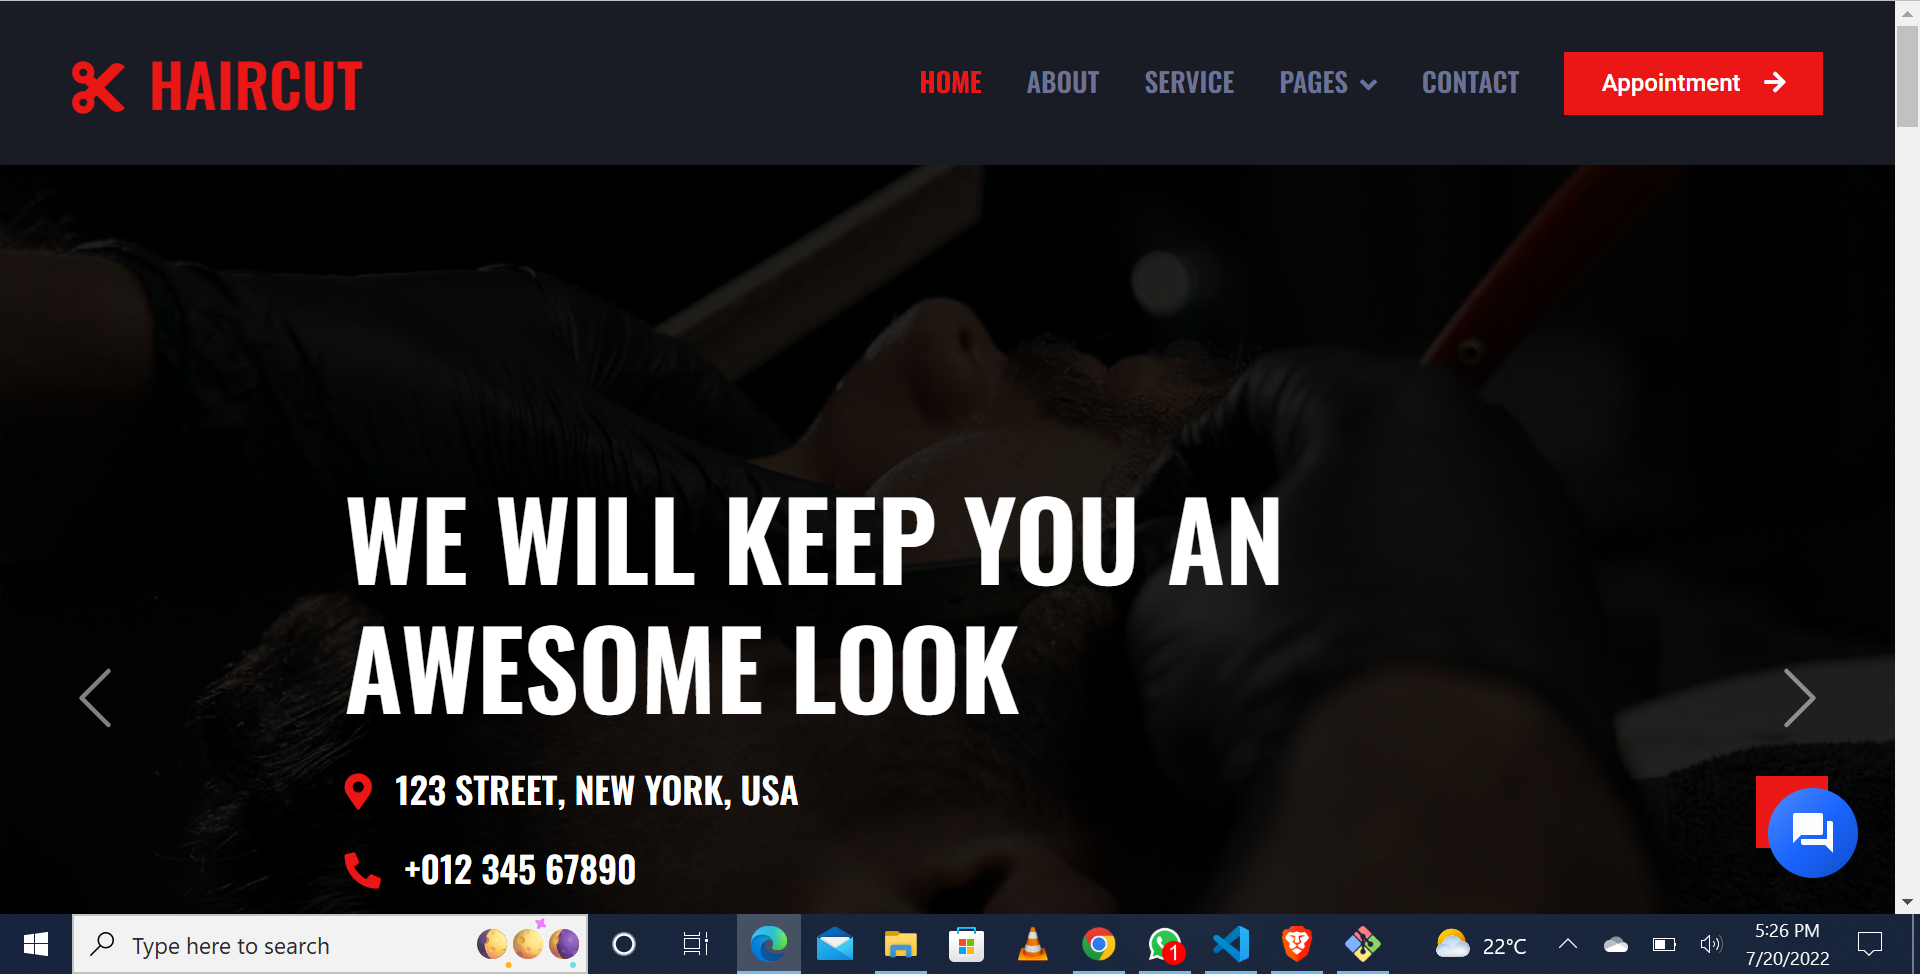 HAIRCUT
HOME ABOUT SERVICE PAGES CONTACT Appointment
WE WILL KEEP YOU AN
AWESOME LOOK
123 STREET, NEW YORK, USA
+012 345 67890
Type here to search
1
22°C
5:26 PM
7/20/2022